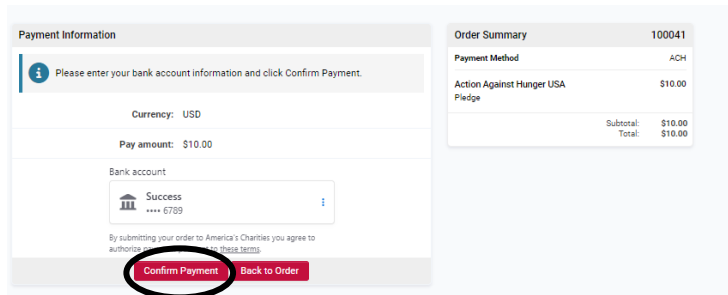 Payment Information
Please enter your bank account information and click Confirm Payment.
Currency: USD
Pay amount: $10.00
Bank account
Success
•••• 6789
By submitting your order to America's Charities you agree to
authorize to these terms.
Confirm Payment Back to Order
Order Summary 100041
Payment Method ACH
Action Against Hunger USA $10.00
Pledge
Subtotal: $10.00
Total: $10.00